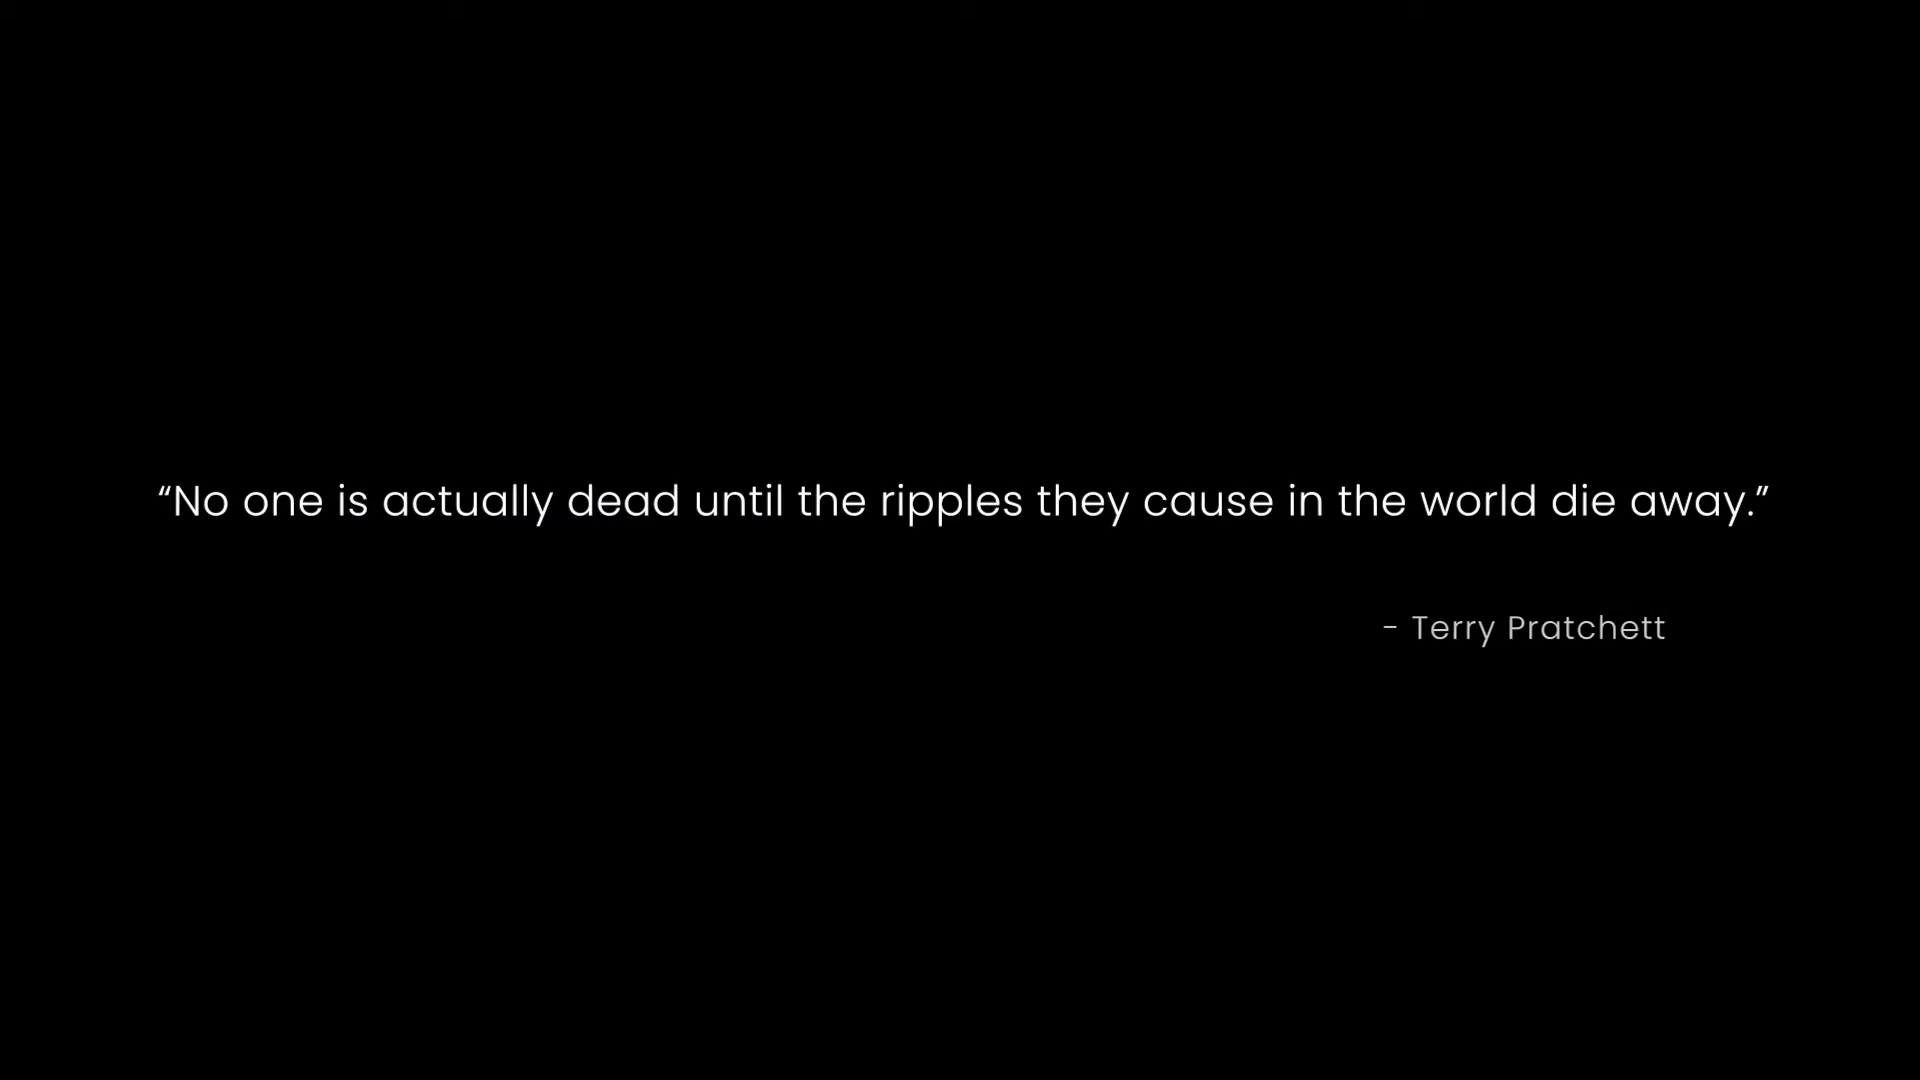 “No one is actually dead until the ripples they cause in the world die away.”
- Terry Pratchett